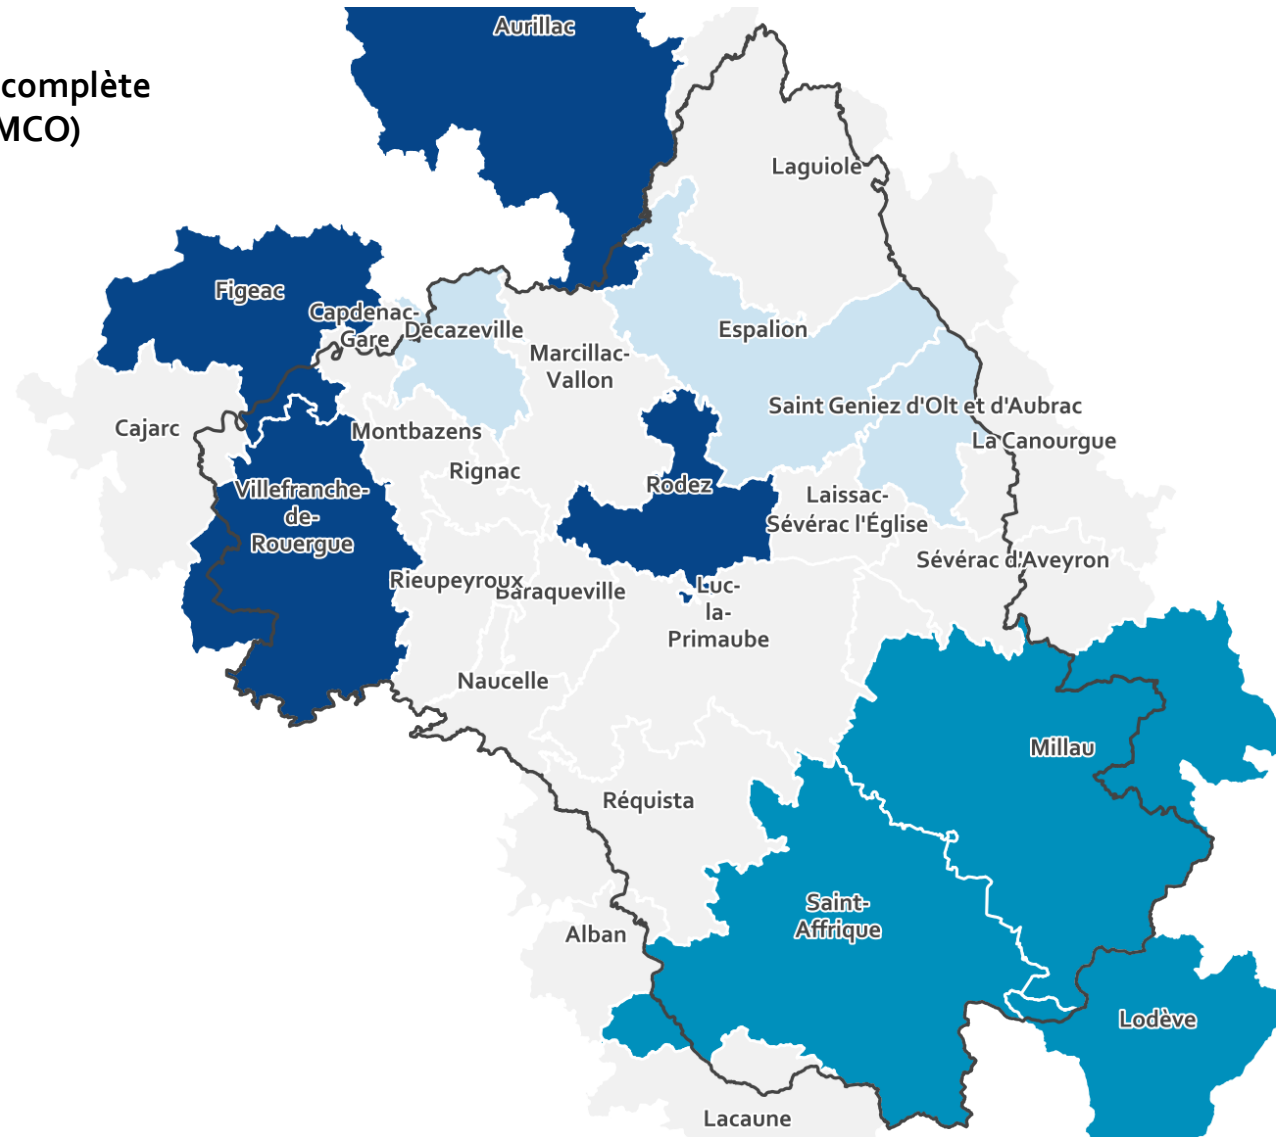 Aurillac
complète
MCO)
Laguiole
Figeac
Capdenac-
Gare
Decazeville
Espalion
Marcillac-
Vallon
Saint Geniez d'Olt et d'Aubrac
Cajarc
Montbazens
La Canourgue
Rignac
Rodez
Villefranche-
de-
Rouergue
Laissac-
Sévérac l'Église
Sévérac d'Aveyron
Rieupeyroux
Baraqueville
Luc-
la-
Primaube
Naucelle
Millau
Réquista
Saint-
Affrique
Alban
Lodève
Lacaune